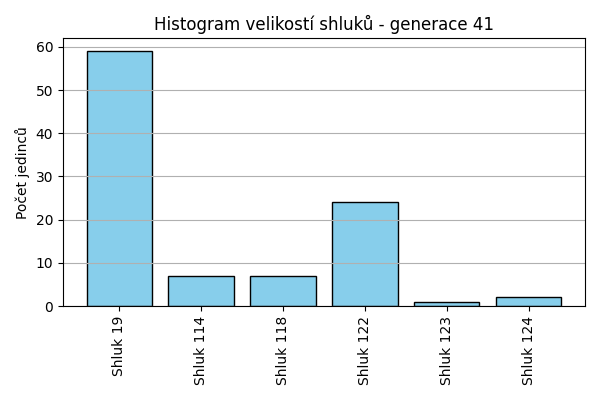 Histogram velikostí shluků - generace 41
Počet jedinců
60
50
40
30
20
10
0
Shluk 19
Shluk 114
Shluk 118
Shluk 122
Shluk 123
Shluk 124